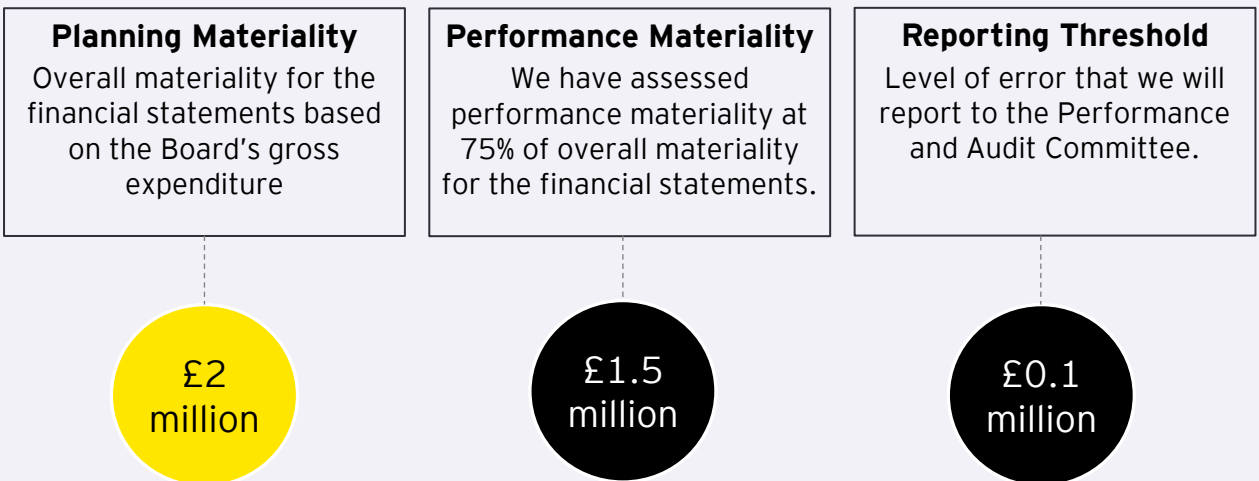 Planning Materiality
Overall materiality for the
financial statements based
on the Board's gross
expenditure
Performance Materiality
We have assessed
performance materiality at
75% of overall materiality
for the financial statements.
Reporting Threshold
Level of error that we will
report to the Performance
and Audit Committee.
£2
million
£1.5
million
£0.1
million